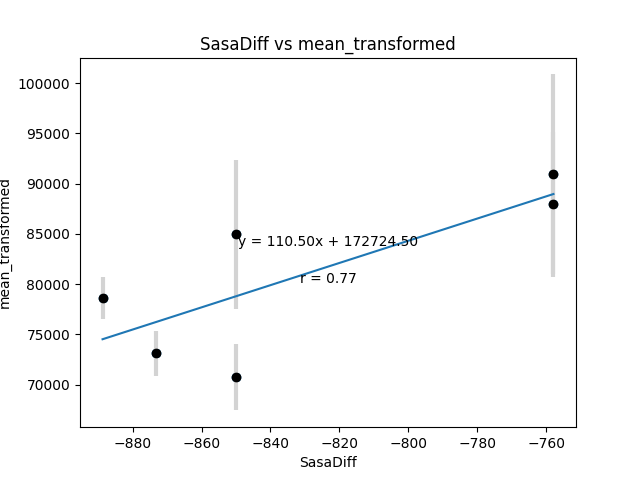 SasaDiff vs mean_transformed
100000
95000
90000
85000
80000
75000
70000
mean_transformed
y = 110.50x + 172724.50
r = 0.77
−880
−860
−840
−820
−800
−780
−760
SasaDiff